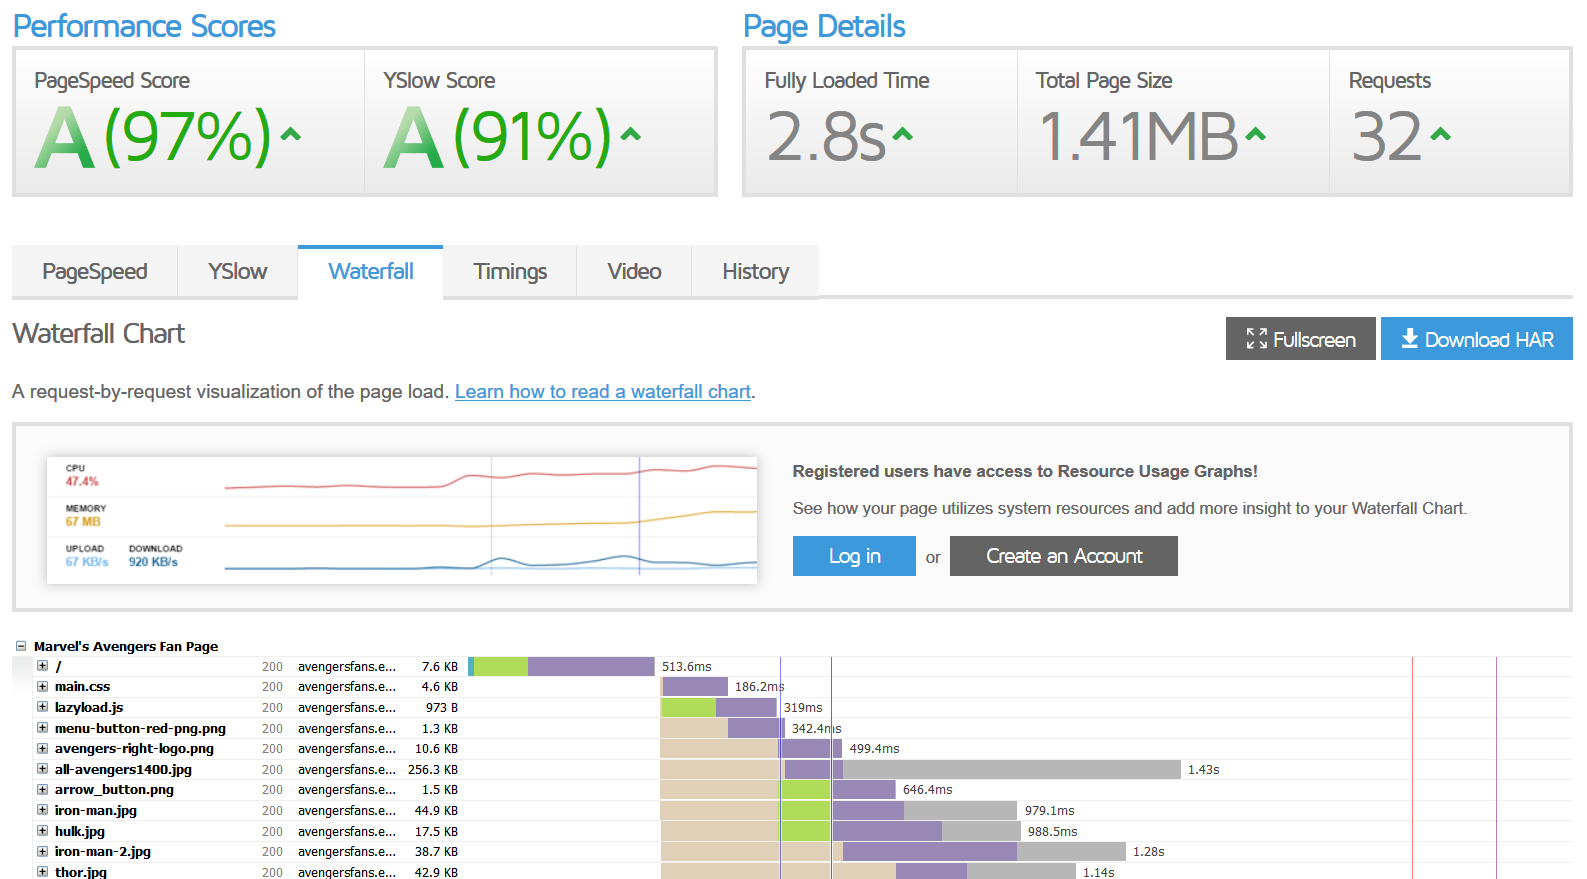 Performance Scores
Page Details
PageSpeed Score
YSlow Score
Fully Loaded Time
Total Page Size
Requests
A (97%)
A (91%)
2.8s
1.41MB
32
PageSpeed
YSlow
Waterfall
Timings
Video
History
Waterfall Chart
Fullscreen
Download HAR
A request-by-request visualization of the page load. Learn how to read a waterfall chart.
CPU
47.4%
MEMORY
67 MB
UPLOAD DOWNLOAD
67 KB/s 920 KB/s
Registered users have access to Resource Usage Graphs!
See how your page utilizes system resources and add more insight to your Waterfall Chart.
Log in or Create an Account
Marvel's Avengers Fan Page
/ 200 avengersfans.e... 7.6 KB 513.6ms
main.css 200 avengersfans.e... 4.6 KB 186.2ms
lazyload.js 200 avengersfans.e... 973 B 319ms
menu-button-red-png.png 200 avengersfans.e... 1.3 KB 342.4ms
avengers-right-logo.png 200 avengersfans.e... 10.6 KB 499.4ms
all-avengers1400.jpg 200 avengersfans.e... 256.3 KB 1.43s
arrow_button.png 200 avengersfans.e... 1.5 KB 646.4ms
iron-man.jpg 200 avengersfans.e... 44.9 KB 979.1ms
hulk.jpg 200 avengersfans.e... 17.5 KB 988.5ms
iron-man-2.jpg 200 avengersfans.e... 38.7 KB 1.28s
thor.jpg 200 avengersfans.e... 42.9 KB 1.14s